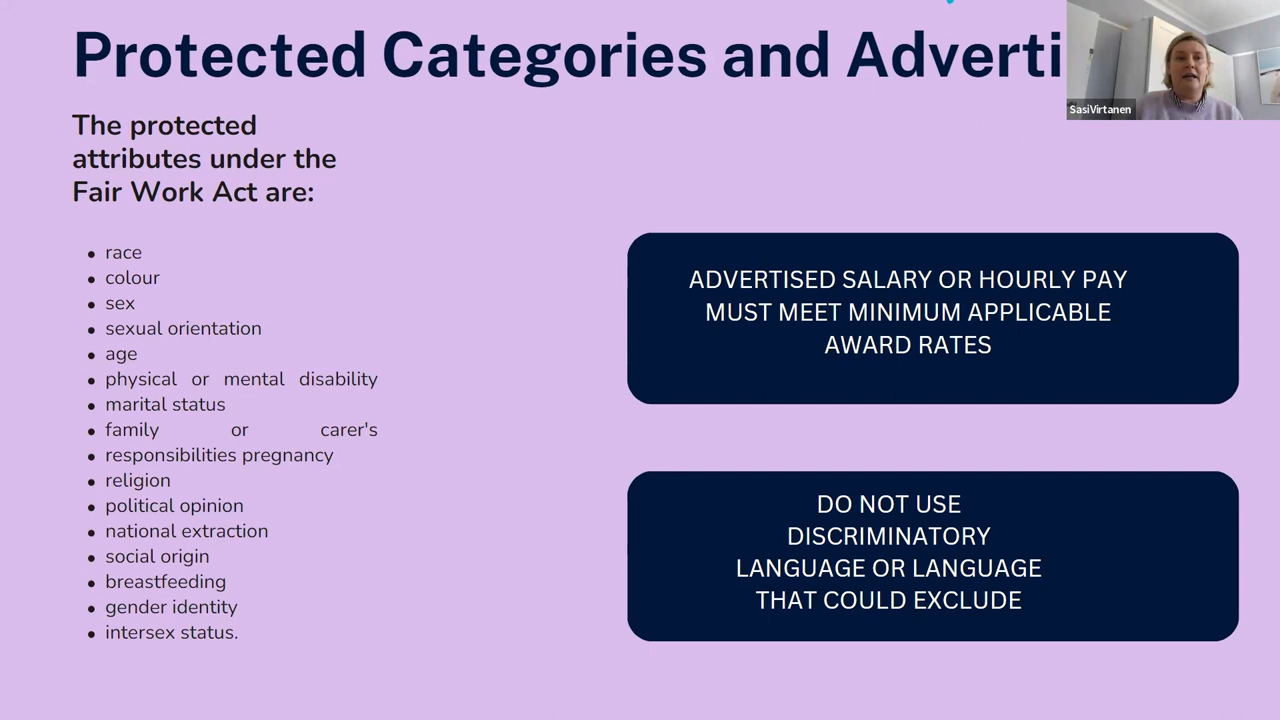 Protected Categories and Adverti
SasiVirtanen
The protected
attributes under the
Fair Work Act are:
• race
• colour
• sex
• sexual orientation
• age
• physical or mental disability
• marital status
• family or carer's
• responsibilities pregnancy
• religion
• political opinion
• national extraction
• social origin
• breastfeeding
• gender identity
• intersex status.
ADVERTISED SALARY OR HOURLY PAY
MUST MEET MINIMUM APPLICABLE
AWARD RATES
DO NOT USE
DISCRIMINATORY
LANGUAGE OR LANGUAGE
THAT COULD EXCLUDE